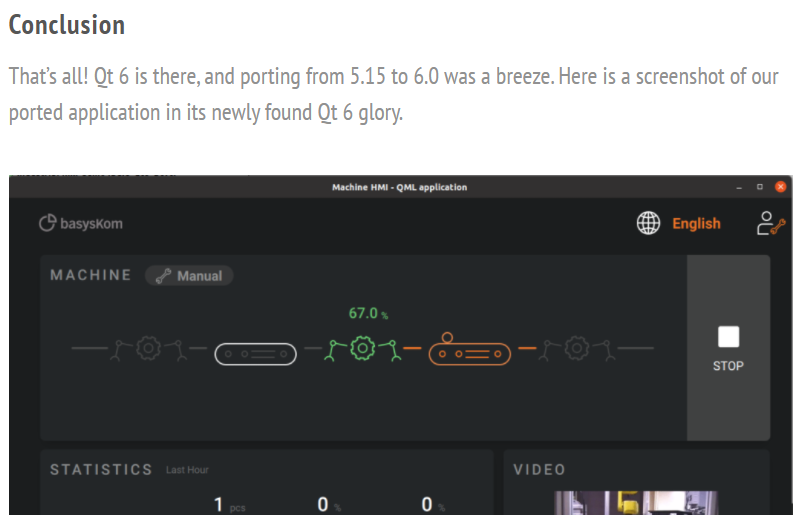 Conclusion
That's all! Qt 6 is there, and porting from 5.15 to 6.0 was a breeze. Here is a screenshot of our
ported application in its newly found Qt 6 glory.
Machine HMI - QML application
basysKom
English
MACHINE
Manual
67.0 %
STOP
STATISTICS Last Hour
VIDEO
1 pcs 0 % 0 %